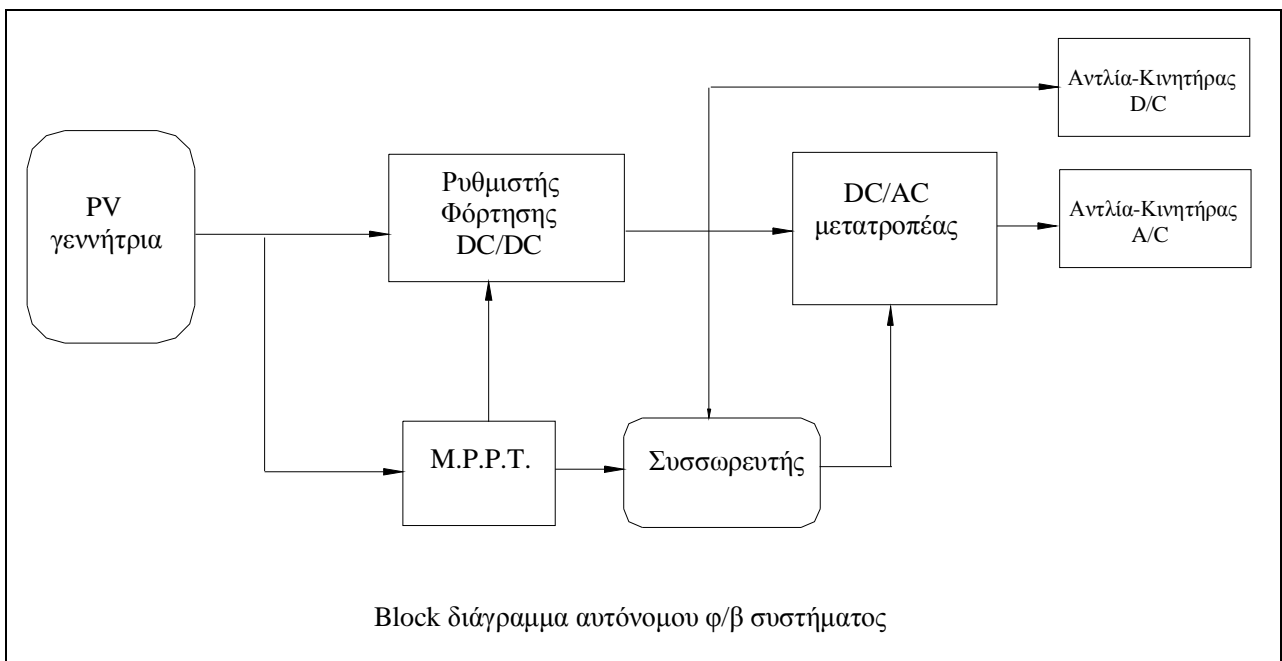 PV
γεννήτρια
Ρυθμιστής
Φόρτησης
DC/DC
Αντλία-Κινητήρας
D/C
DC/AC
μετατροπέας
Αντλία-Κινητήρας
A/C
M.P.P.T.
Συσσωρευτής
Block διάγραμμα αυτόνομου φ/β συστήματος